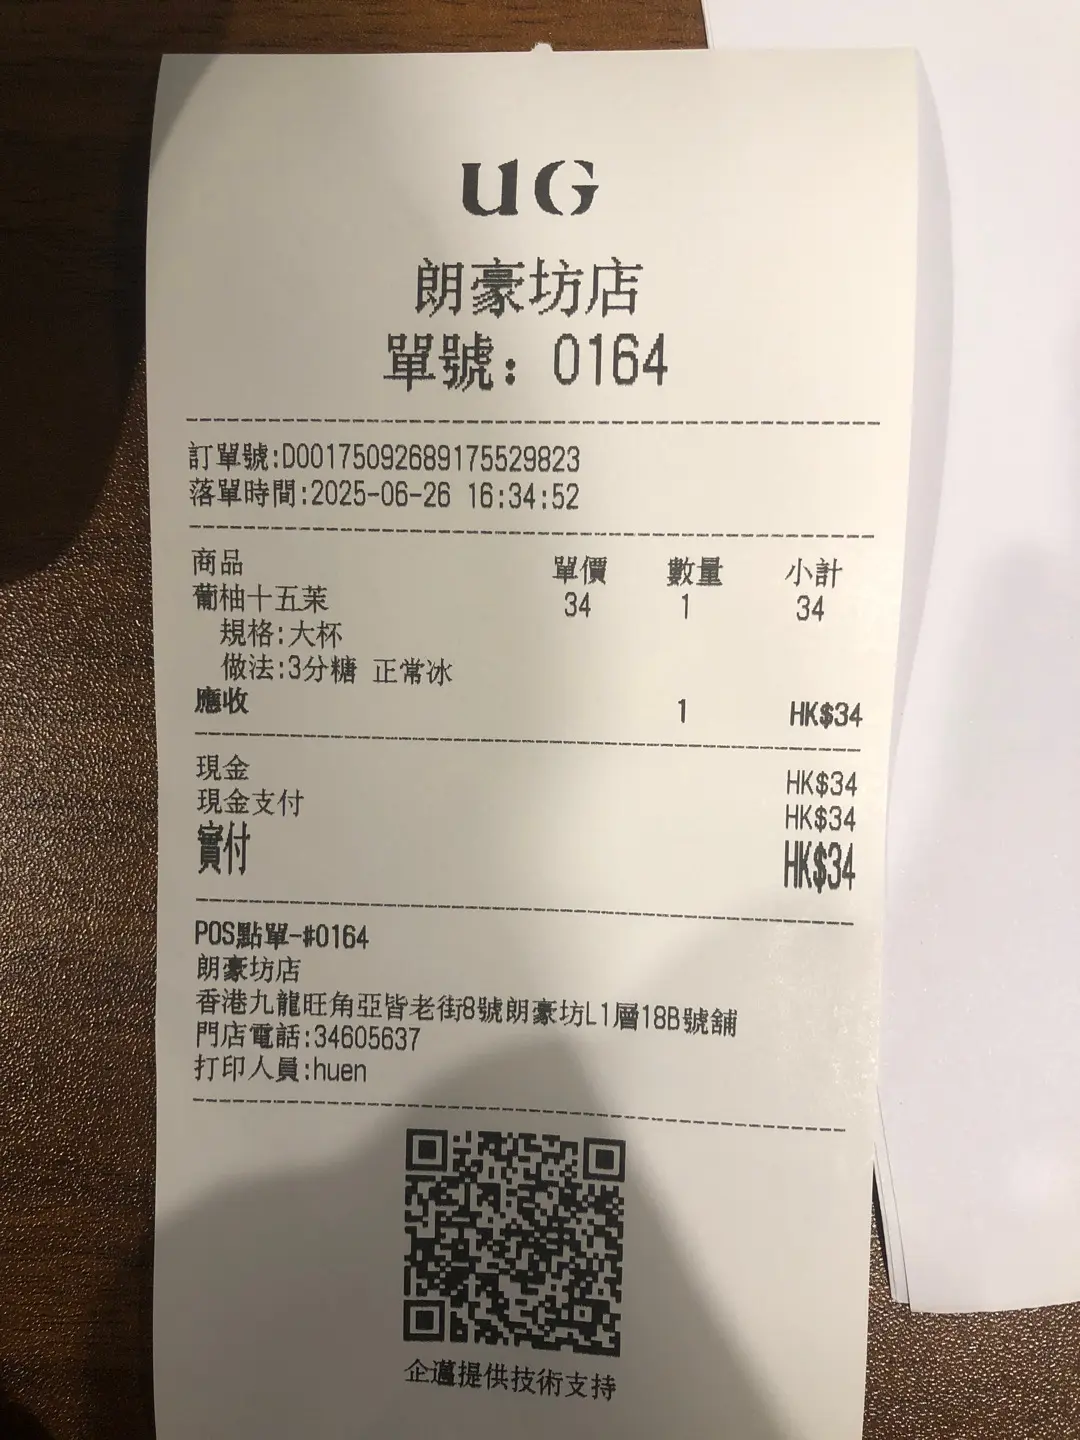 UG
朗豪坊店
單號：0164
訂單號:D001750926891755​29823
落單時間:2025-06-26 16:34:52
商品 單價 數量 小計
葡柚十五茉 34 1 34
規格:大杯
做法:3分糖 正常冰
應收 1 HK$34
現金 HK$34
現金支付 HK$34
實付 HK$34
POS點單-#0164
朗豪坊店
香港九龍旺角亞皆老街8號朗豪坊L1層18B號舖
門店電話:34605637
打印人員:huen
企邁提供技術支持